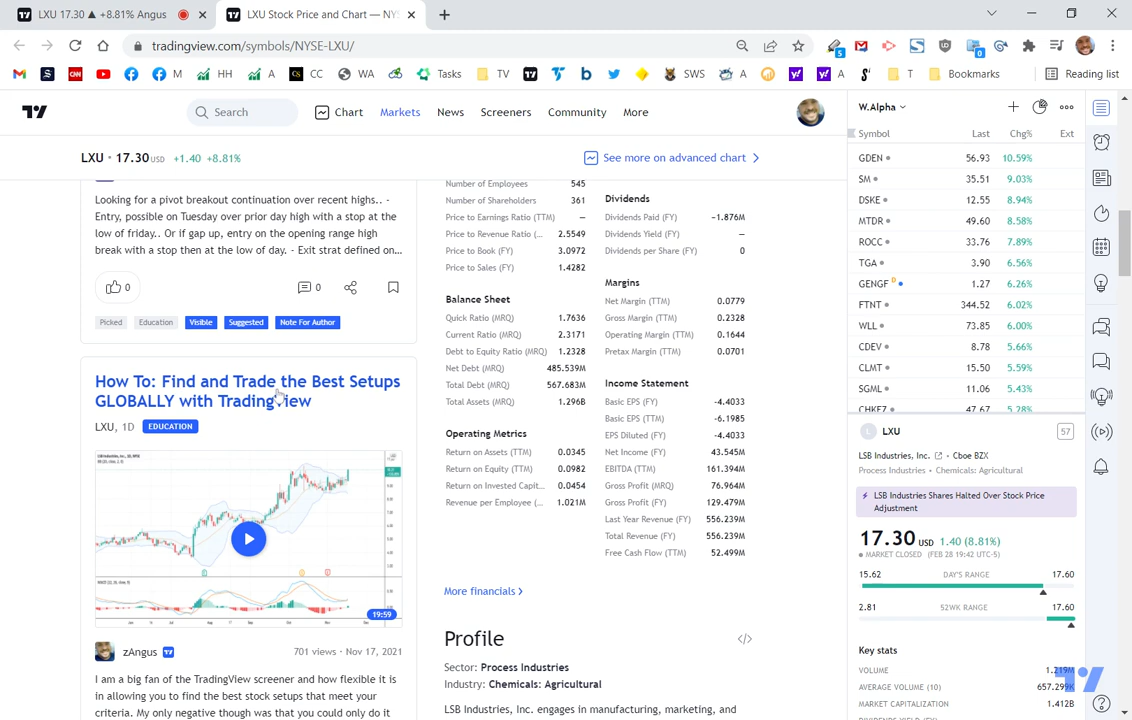 LXU 17.30 ▲ +8.81% Angus
LXU Stock Price and Chart — NYS
tradingview.com/symbols/NYSE-LXU/
5
0
CNN
M
HH
A
CC
WA
Tasks
TV
SWS
A
A
T
Bookmarks
Reading list
Search
Chart
Markets
News
Screeners
Community
More
LXU • 17.30 USD +1.40 +8.81%
See more on advanced chart
Looking for a pivot breakout continuation over recent highs.. -
Entry, possible on Tuesday over prior day high with a stop at the
low of friday.. Or if gap up, entry on the opening range high
break with a stop then at the low of day. - Exit strat defined on...
0
0
Picked Education Visible Suggested Note For Author
How To: Find and Trade the Best Setups
GLOBALLY with TradingView
LXU, 1D EDUCATION
19:59
zAngus
701 views • Nov 17, 2021
I am a big fan of the TradingView screener and how flexible it is
in allowing you to find the best stock setups that meet your
criteria. My only negative though was that you could only do it
Number of Employees 545
Number of Shareholders 361
Price to Earnings Ratio (TTM) —
Price to Revenue Ratio (... 2.5549
Price to Book (FY) 3.0972
Price to Sales (FY) 1.4282
Balance Sheet
Quick Ratio (MRQ) 1.7636
Current Ratio (MRQ) 2.3171
Debt to Equity Ratio (MRQ) 1.2328
Net Debt (MRQ) 485.539M
Total Debt (MRQ) 567.683M
Total Assets (MRQ) 1.296B
Operating Metrics
Return on Assets (TTM) 0.0345
Return on Equity (TTM) 0.0982
Return on Invested Capit... 0.0454
Revenue per Employee (... 1.021M
Dividends
Dividends Paid (FY) −1.876M
Dividends Yield (FY) —
Dividends per Share (FY) 0
Margins
Net Margin (TTM) 0.0779
Gross Margin (TTM) 0.2328
Operating Margin (TTM) 0.1644
Pretax Margin (TTM) 0.0701
Income Statement
Basic EPS (FY) -4.4033
Basic EPS (TTM) -6.1985
EPS Diluted (FY) -4.4033
Net Income (FY) 43.545M
EBITDA (TTM) 161.394M
Gross Profit (MRQ) 76.964M
Gross Profit (FY) 129.479M
Last Year Revenue (FY) 556.239M
Total Revenue (FY) 556.239M
Free Cash Flow (TTM) 52.499M
More financials
Profile
Sector: Process Industries
Industry: Chemicals: Agricultural
LSB Industries, Inc. engages in manufacturing, marketing, and
W.Alpha
Symbol Last Chg% Ext
GDEN 56.93 10.59%
SM 35.51 9.03%
DSKE 12.55 8.94%
MTDR 49.60 8.58%
ROCC 33.76 7.89%
TGA 3.90 6.56%
GENGF D 1.27 6.26%
FTNT 344.52 6.02%
WLL 73.85 6.00%
CDEV 8.78 5.66%
CLMT 15.50 5.59%
SGML 11.06 5.43%
CHKEZ 47.67 5.28%
L LXU 57
LSB Industries, Inc. • Cboe BZX
Process Industries • Chemicals: Agricultural
LSB Industries Shares Halted Over Stock Price
Adjustment
17.30 USD 1.40 (8.81%)
MARKET CLOSED (FEB 28 19:42 UTC-5)
15.62 DAY'S RANGE 17.60
2.81 52WK RANGE 17.60
Key stats
VOLUME 1.219M
AVERAGE VOLUME (10) 657.299K
MARKET CAPITALIZATION 1.412B